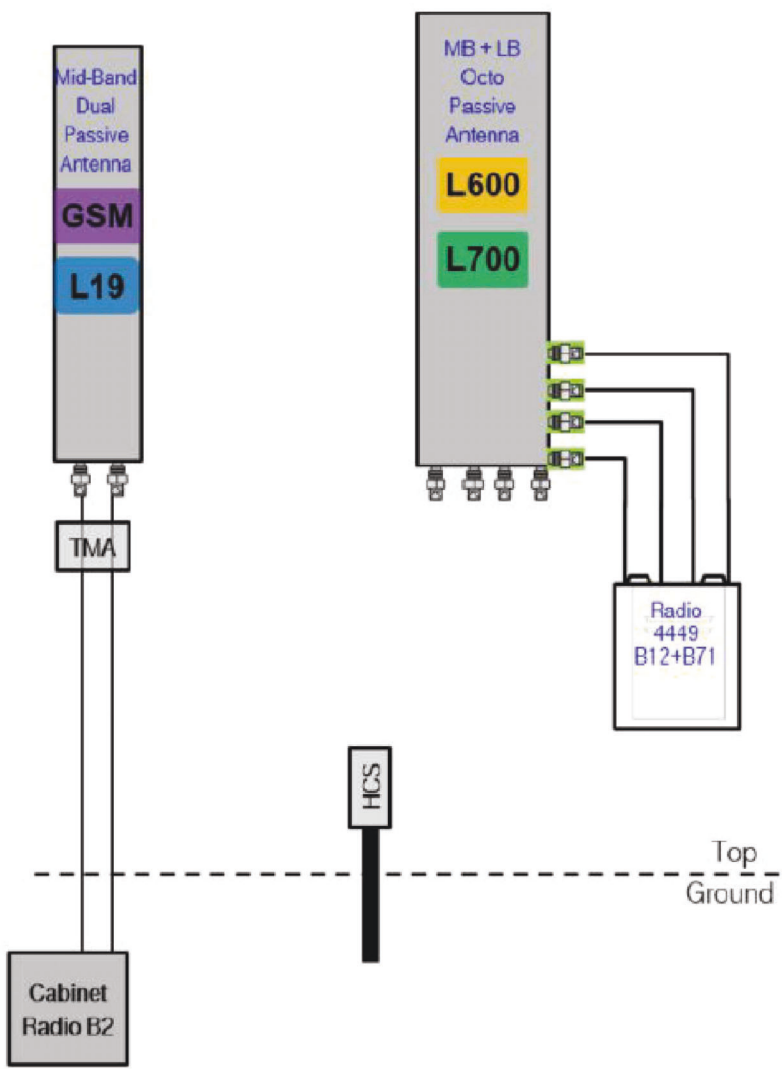 Mid-Band
Dual
Passive
Antenna
GSM
L19
TMA
Cabinet
Radio B2
MB + LB
Octo
Passive
Antenna
L600
L700
Radio
4449
B12+B71
HCS
Top
Ground